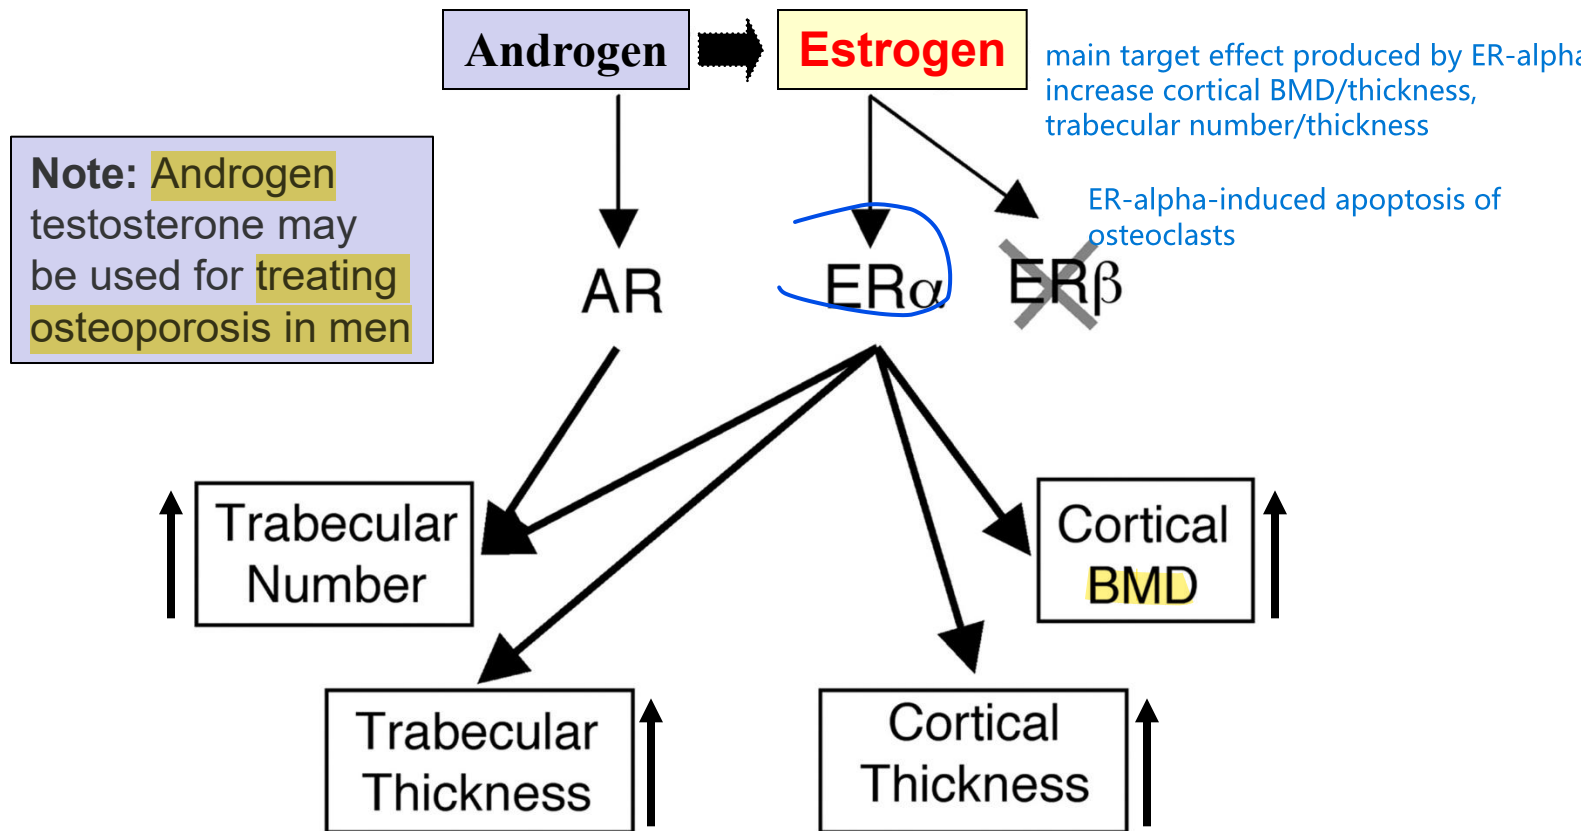 Androgen
Estrogen
main target effect produced by ER-alpha
increase cortical BMD/thickness,
trabecular number/thickness
Note: Androgen
testosterone may
be used for treating
osteoporosis in men
ER-alpha-induced apoptosis of
osteoclasts
AR
ERα
ERβ
Trabecular
Number
Cortical
BMD
Trabecular
Thickness
Cortical
Thickness